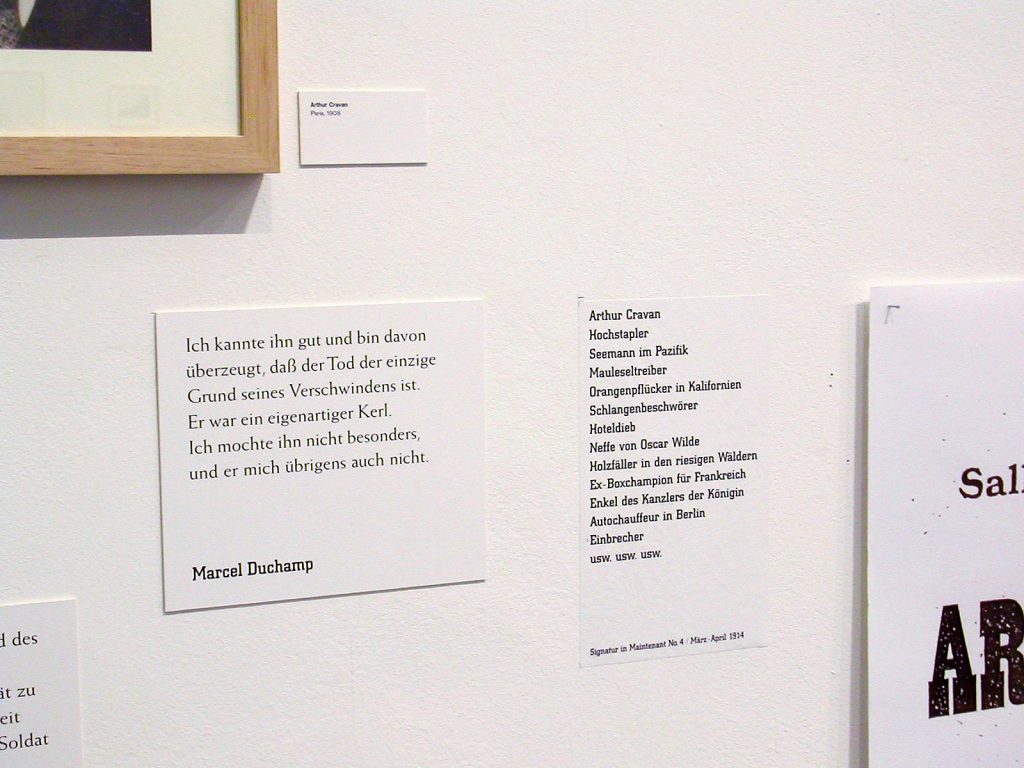 Arthur Cravan
Paris, 1908
Ich kannte ihn gut und bin davon
überzeugt, daß der Tod der einzige
Grund seines Verschwindens ist.
Er war ein eigenartiger Kerl.
Ich mochte ihn nicht besonders,
und er mich übrigens auch nicht.
Marcel Duchamp
Arthur Cravan
Hochstapler
Seemann im Pazifik
Mauleseltreiber
Orangenpflücker in Kalifornien
Schlangenbeschwörer
Hoteldieb
Neffe von Oscar Wilde
Holzfäller in den riesigen Wäldern
Ex-Boxchampion für Frankreich
Enkel des Kanzlers der Königin
Autochauffeur in Berlin
Einbrecher
usw. usw. usw.
Signatur in Maintenant No. 4 / März-April 1914
d des
ät zu
eit
Soldat
Sall
AR